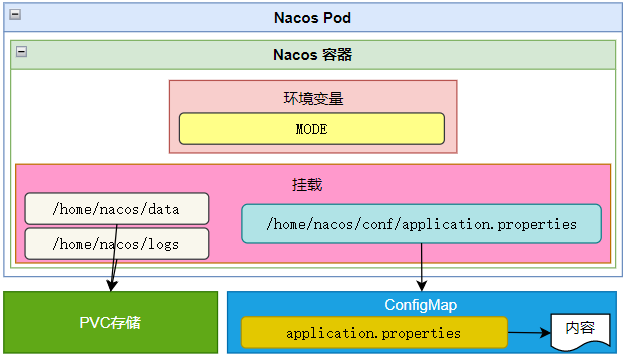 Nacos Pod
Nacos 容器
环境变量
MODE
挂载
/home/nacos/data
/home/nacos/logs
/home/nacos/conf/application.properties
PVC存储
ConfigMap
application.properties
内容